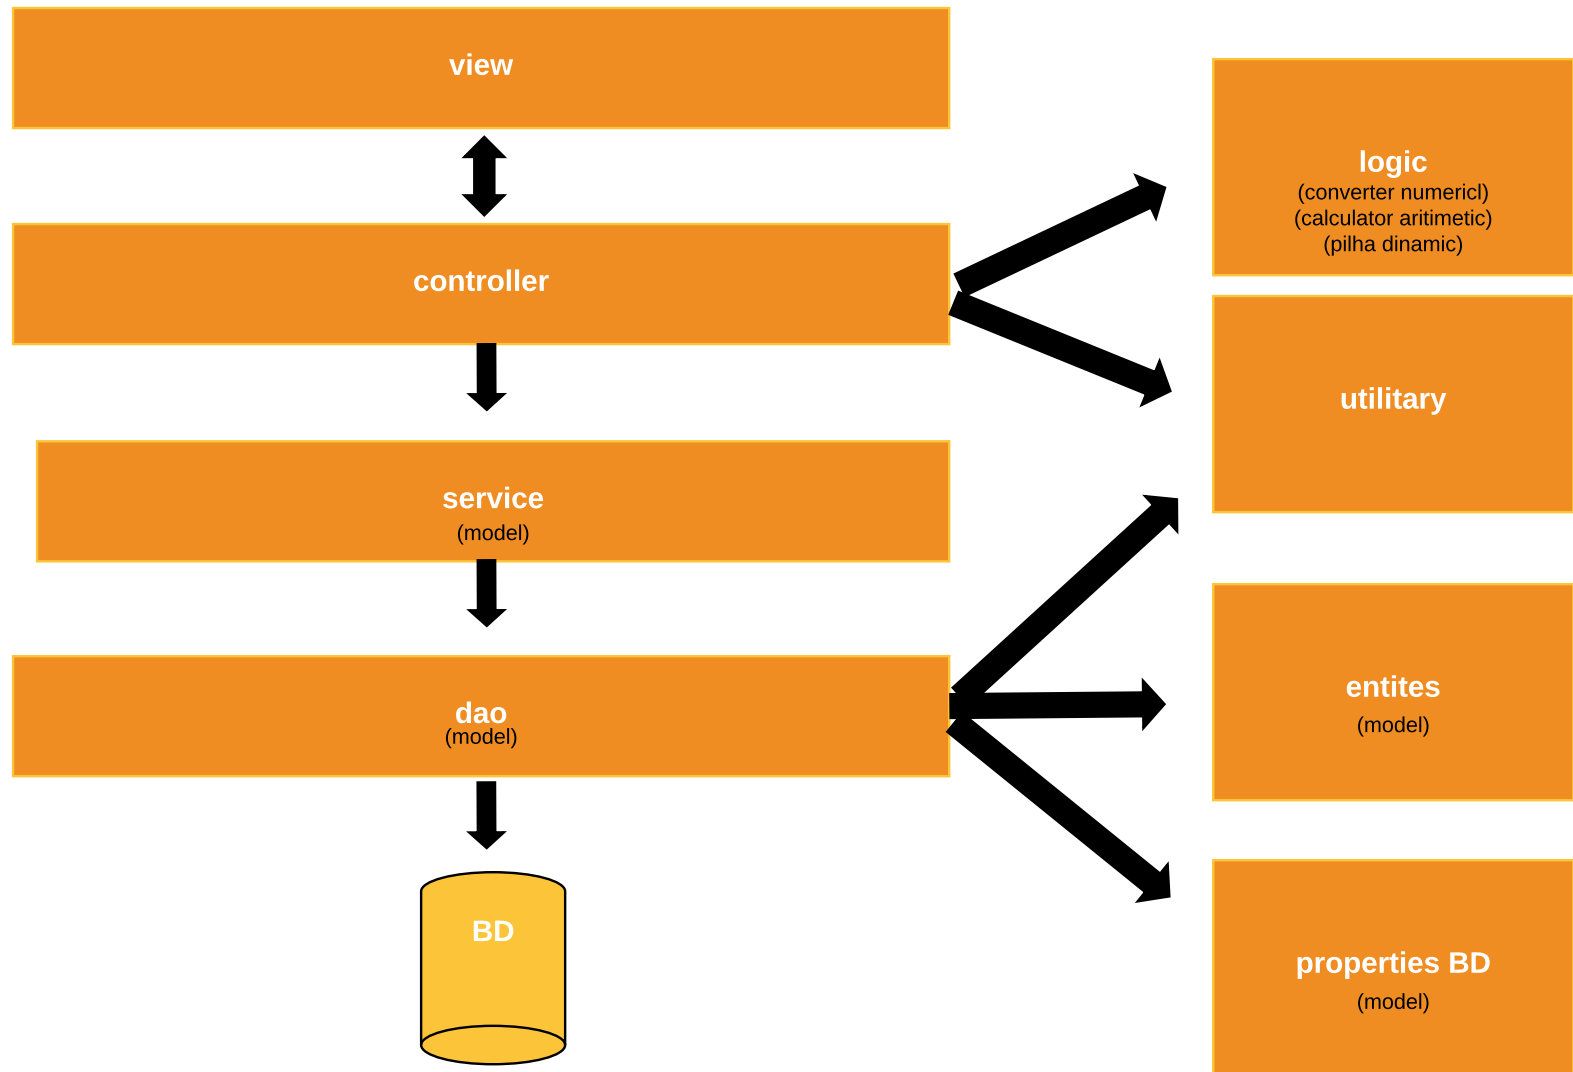 view
controller
service
(model)
dao
(model)
BD
logic
(converter numericl)
(calculator aritimetic)
(pilha dinamic)
utilitary
entites
(model)
properties BD
(model)